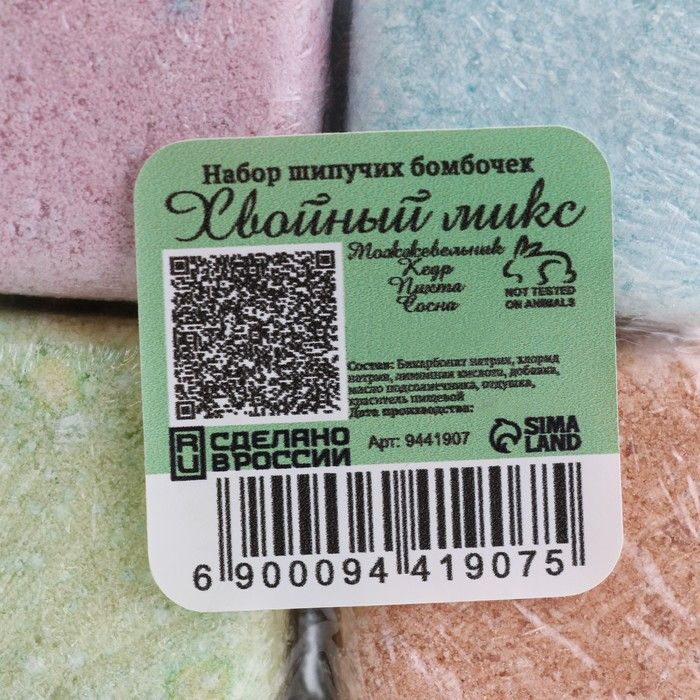 Набор шипучих бомбочек
Хвойный микс
Можжевельник
Кедр
Пихта
Сосна
NOT TESTED
ON ANIMALS
Состав: Бикарбонат натрия, хлорид
натрия, лимонная кислота, добавка,
масло подсолнечника, отдушка,
краситель пищевой
Дата производства:
RU СДЕЛАНО
В РОССИИ
Арт: 9441907
SIMA
LAND
6 900094 419075